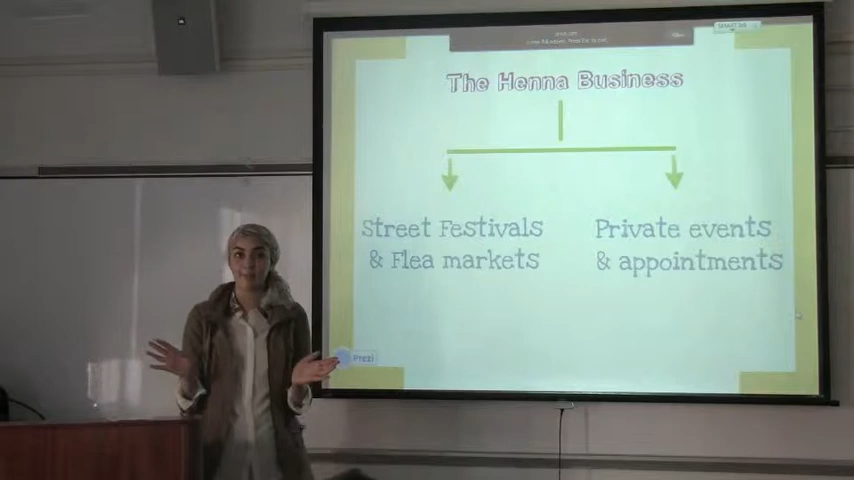 The Henna Business
Street Festivals
& Flea markets
Private events
& appointments
Prezi